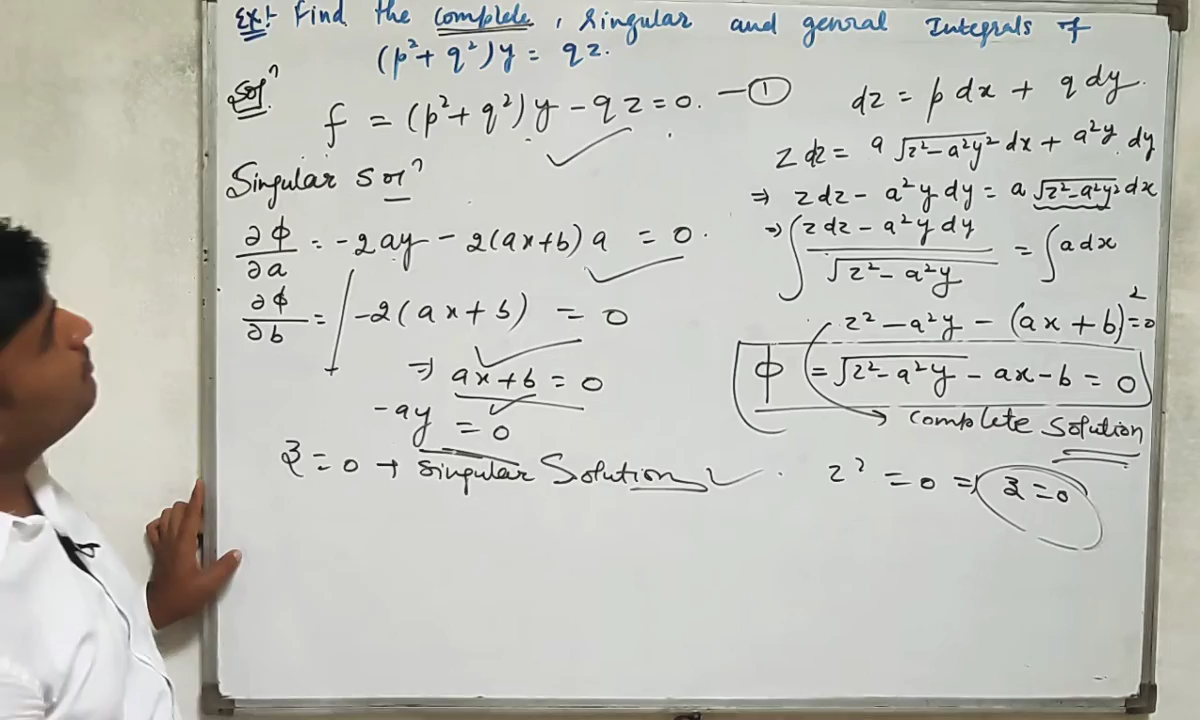 Ex:- Find the complete, Singular and genral Integrals of
(p²+ q²)y = qz.
Solⁿ
f = (p²+q²)y - qz = 0. —①
Singular Solⁿ
∂ϕ/∂a = -2ay - 2(ax+b)a = 0.
∂ϕ/∂b = -2(ax+b) = 0
⇒ ax+b = 0
-ay = 0
z = 0 → Singular Solution
dz = p dx + q dy.
z dz = a √z²-a²y² dx + a²y dy
⇒ z dz - a²y dy = a √z²-a²y² dx
⇒ ∫ z dz - a²y dy / √z²-a²y = ∫ a dx
z² - a²y - (ax+b)² = 0
ϕ = √z²-a²y - ax - b = 0
→ Complete Solution
z² = 0 ⇒ z = 0